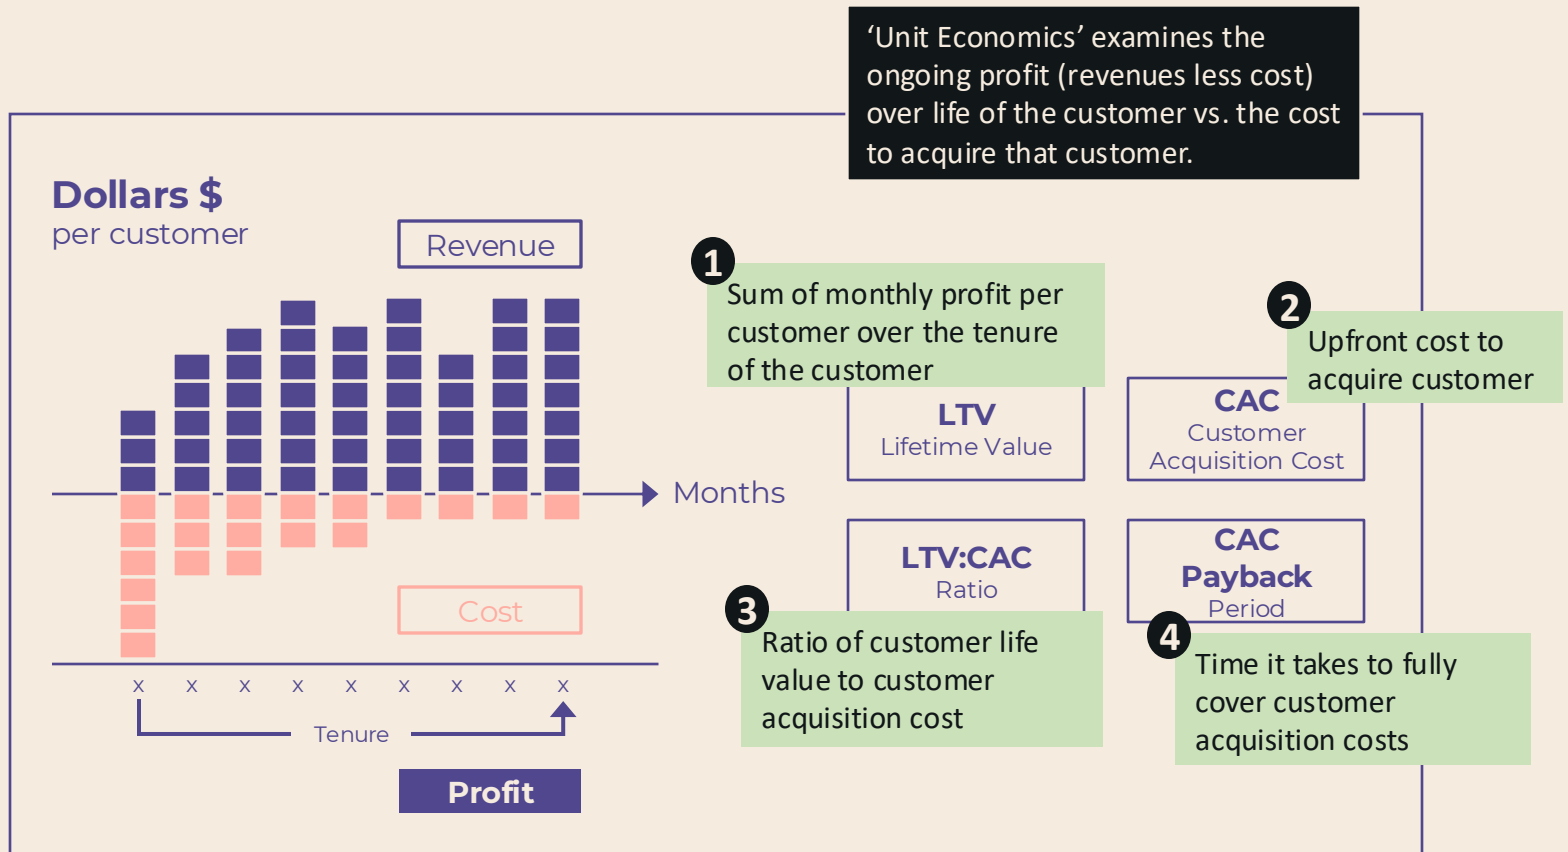 ‘Unit Economics’ examines the
ongoing profit (revenues less cost)
over life of the customer vs. the cost
to acquire that customer.
Dollars $
per customer
Revenue
Months
Cost
x x x x x x x x x
Tenure
Profit
1
Sum of monthly profit per
customer over the tenure
of the customer
LTV
Lifetime Value
2
Upfront cost to
acquire customer
CAC
Customer
Acquisition Cost
LTV:CAC
Ratio
3
Ratio of customer life
value to customer
acquisition cost
CAC
Payback
Period
4
Time it takes to fully
cover customer
acquisition costs